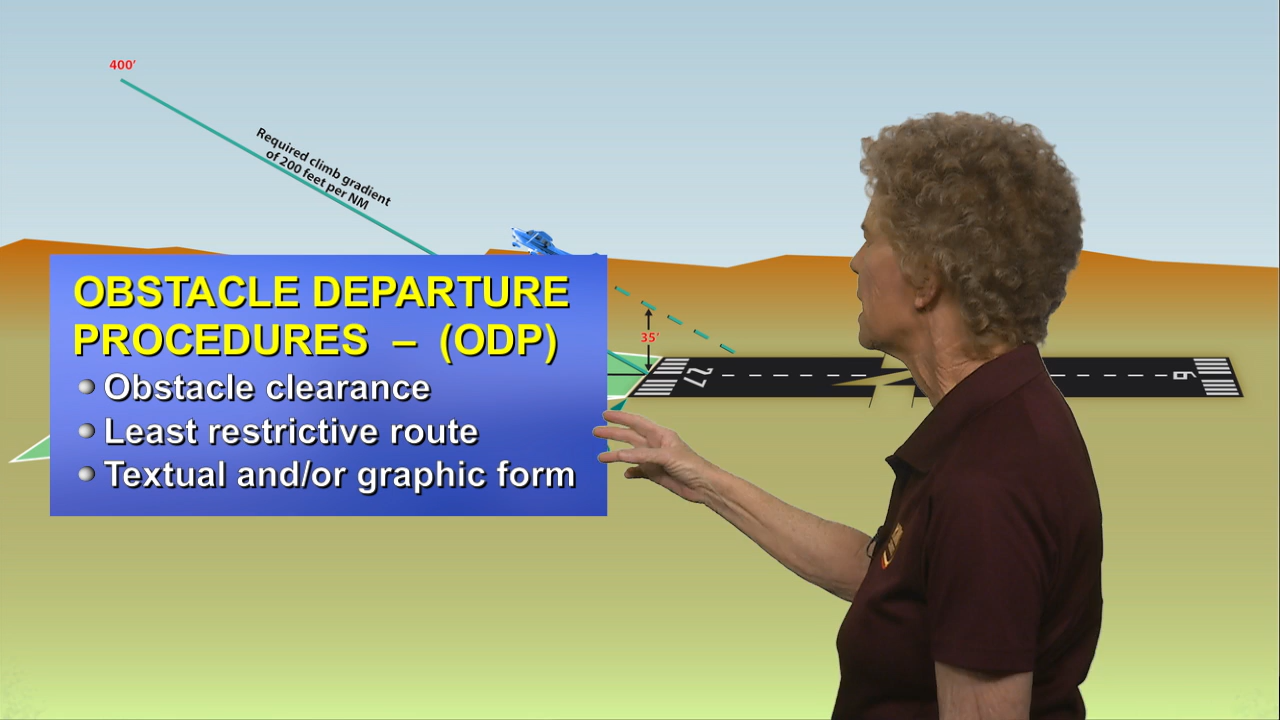 400'
Required climb gradient
of 200 feet per NM
OBSTACLE DEPARTURE
PROCEDURES – (ODP)
Obstacle clearance
Least restrictive route
Textual and/or graphic form
35'
27
9